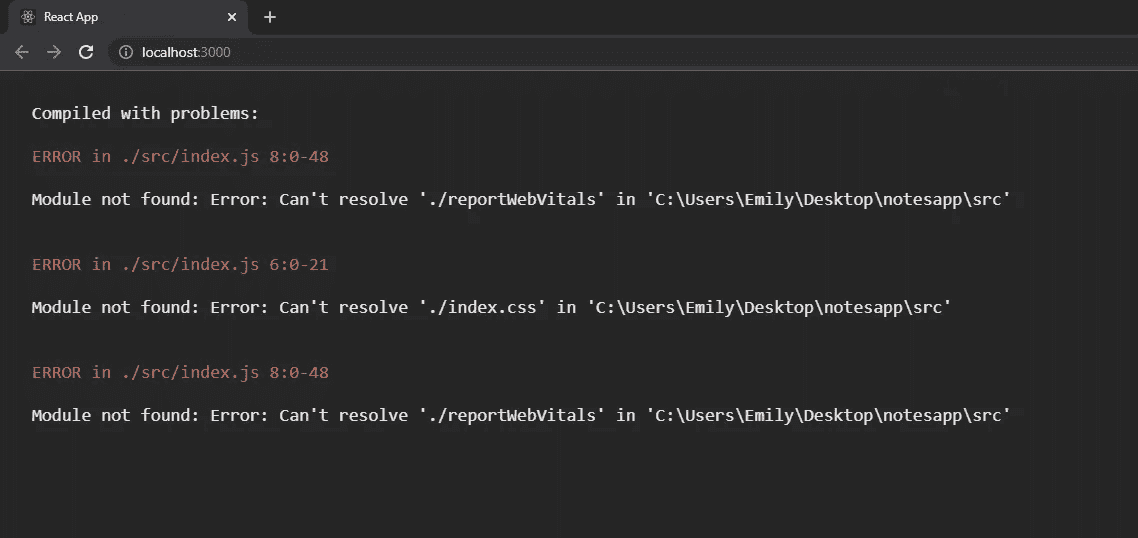 React App
localhost:3000
Compiled with problems:
ERROR in ./src/index.js 8:0-48
Module not found: Error: Can't resolve './reportWebVitals' in 'C:\Users\Emily\Desktop\notesapp\src'
ERROR in ./src/index.js 6:0-21
Module not found: Error: Can't resolve './index.css' in 'C:\Users\Emily\Desktop\notesapp\src'
ERROR in ./src/index.js 8:0-48
Module not found: Error: Can't resolve './reportWebVitals' in 'C:\Users\Emily\Desktop\notesapp\src'